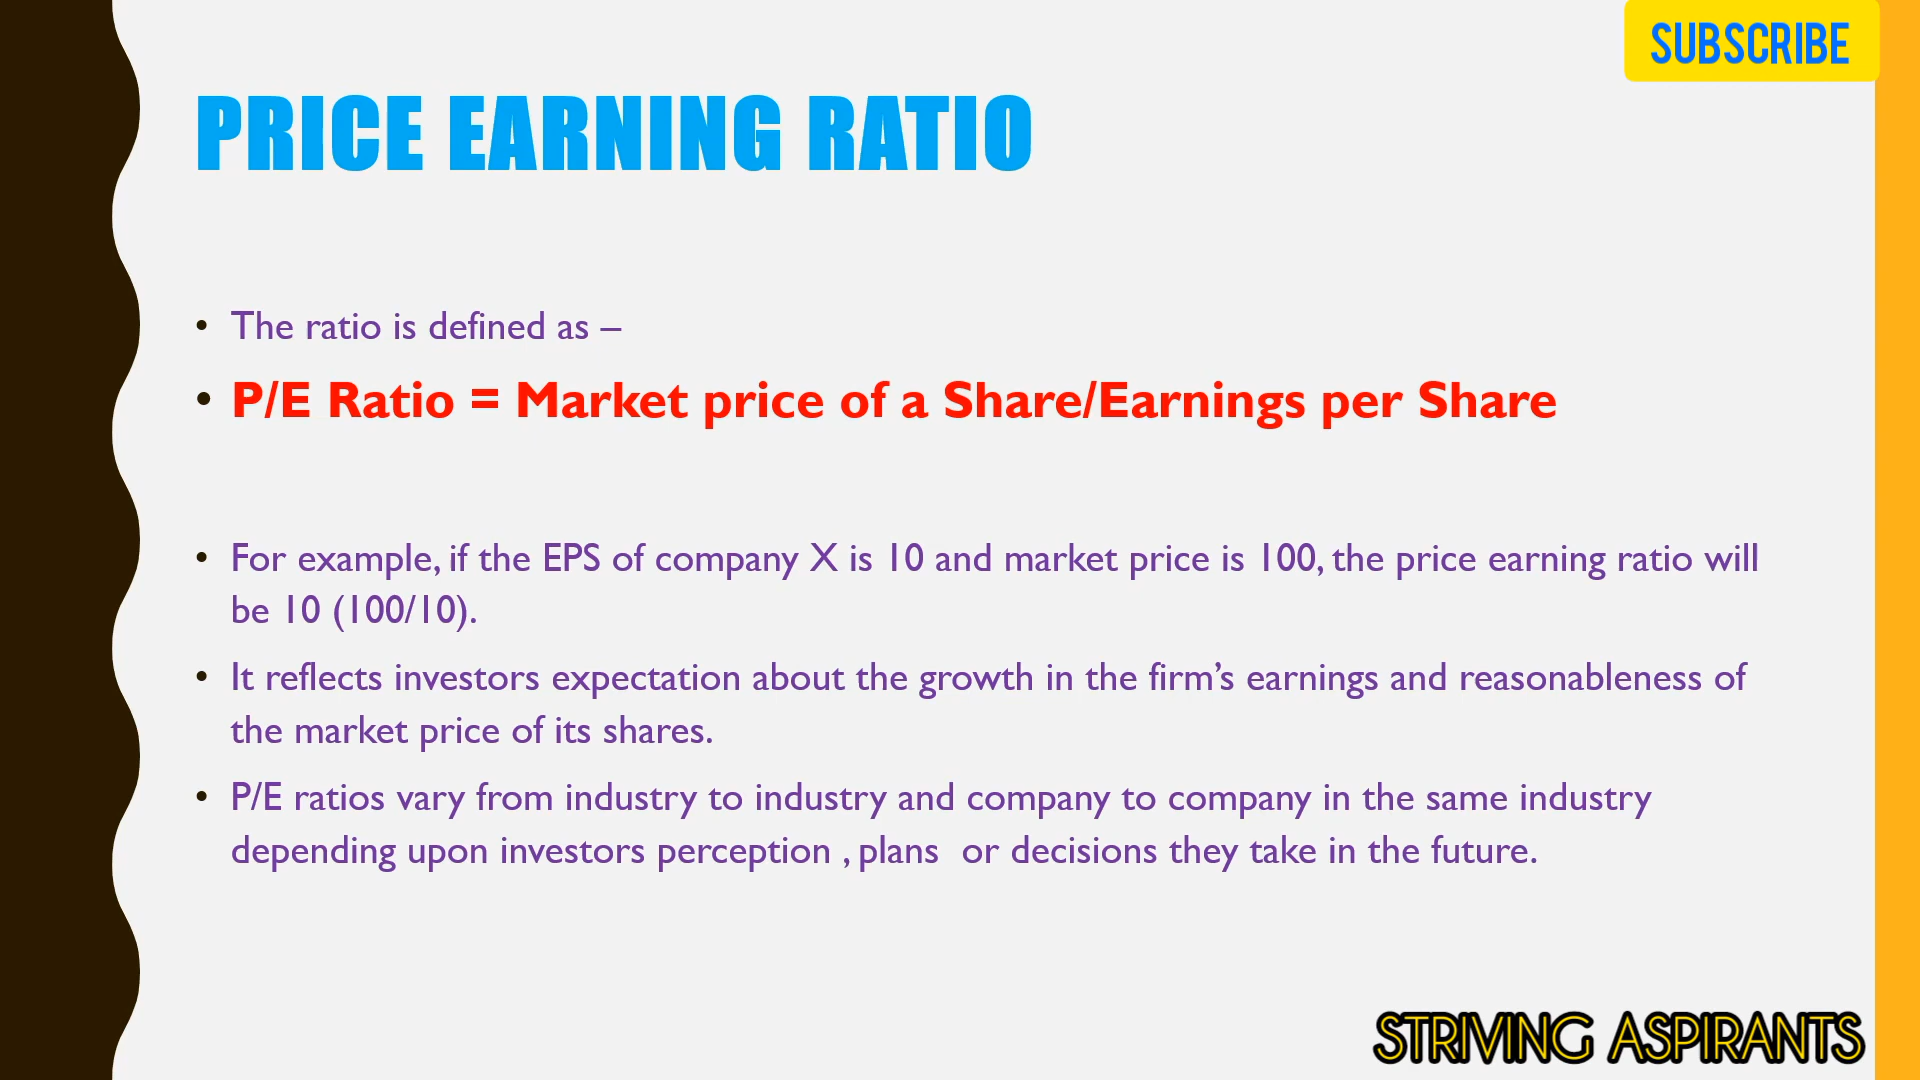 SUBSCRIBE
PRICE EARNING RATIO
• The ratio is defined as –
• P/E Ratio = Market price of a Share/Earnings per Share
• For example, if the EPS of company X is 10 and market price is 100, the price earning ratio will
be 10 (100/10).
• It reflects investors expectation about the growth in the firm’s earnings and reasonableness of
the market price of its shares.
• P/E ratios vary from industry to industry and company to company in the same industry
depending upon investors perception , plans  or decisions they take in the future.
STRIVING ASPIRANTS